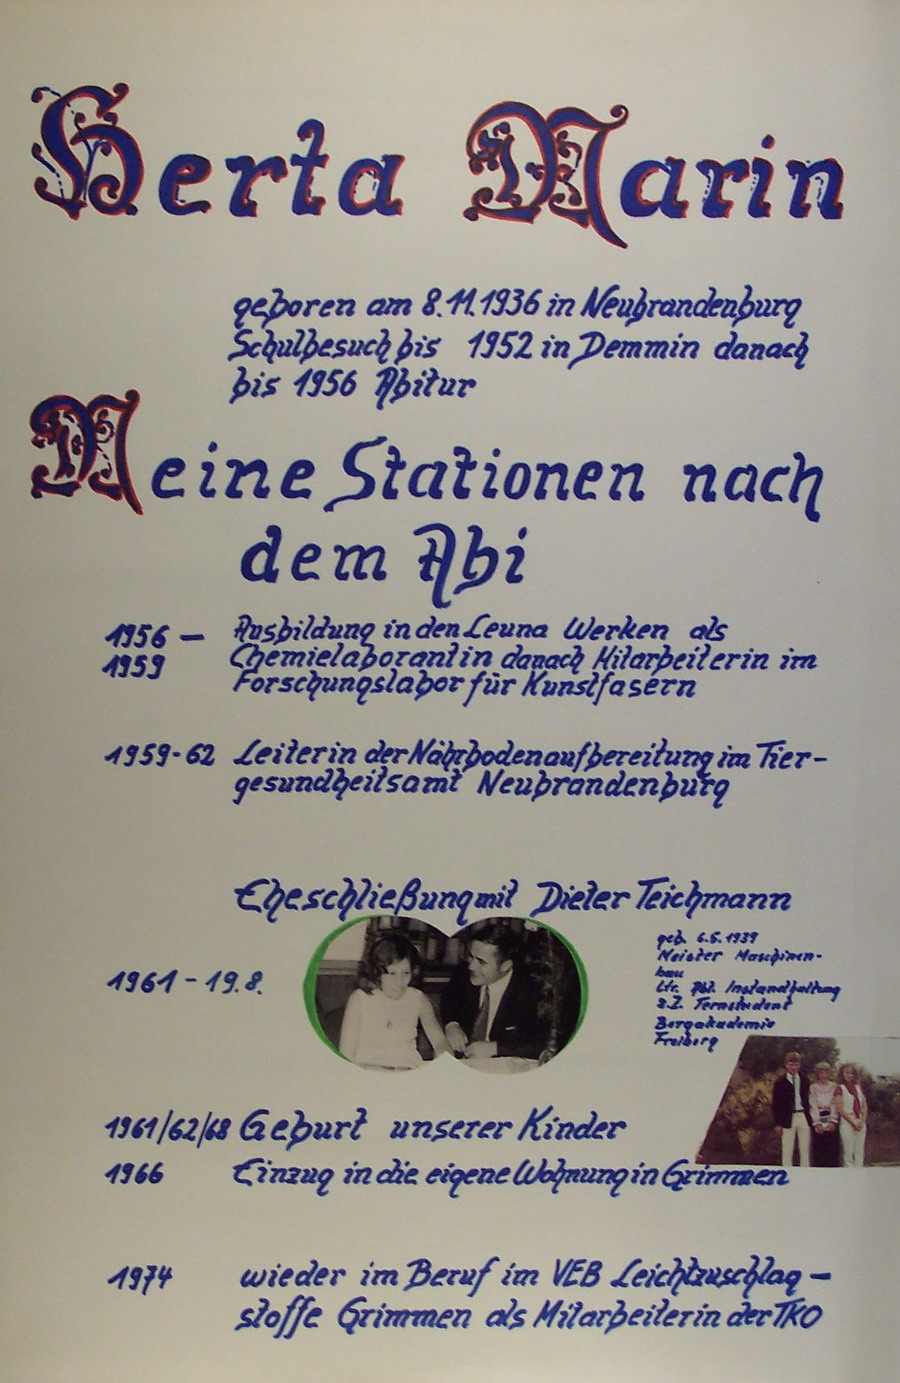 Herta Marin
geboren am 8.11.1936 in Neubrandenburg
Schulbesuch bis 1952 in Demmin danach
bis 1956 Abitur
Meine Stationen nach
dem Abi
1956 – Ausbildung in den Leuna Werken als
1959 Chemielaborantin danach Mitarbeiterin im
Forschungslabor für Kunstfasern
1959-62 Leiterin der Nährbodenaufbereitung im Tier-
gesundheitsamt Neubrandenburg
Eheschließung mit Dieter Teichmann
geb. 6.5.1939
Meister Maschinen-
bau
Ltr. Abt. Instandhaltung
z.Z. Fernstudent
Bergakademie
Freiberg
1961 - 19.8.
1961/62/68 Geburt unserer Kinder
1966 Einzug in die eigene Wohnung in Grimmen
1974 wieder im Beruf im VEB Leichtzuschlag-
stoffe Grimmen als Mitarbeiterin der TKO